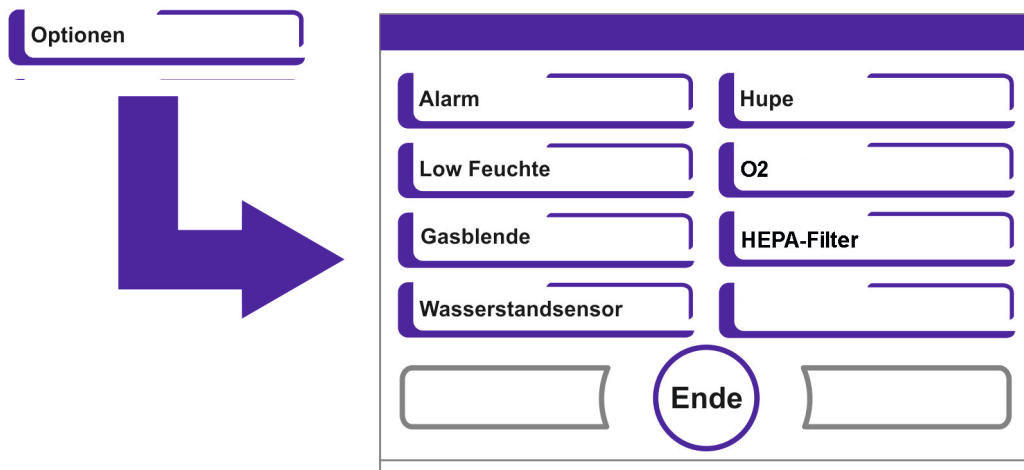 Optionen
Alarm
Hupe
Low Feuchte
O2
Gasblende
HEPA-Filter
Wasserstandsensor
Ende